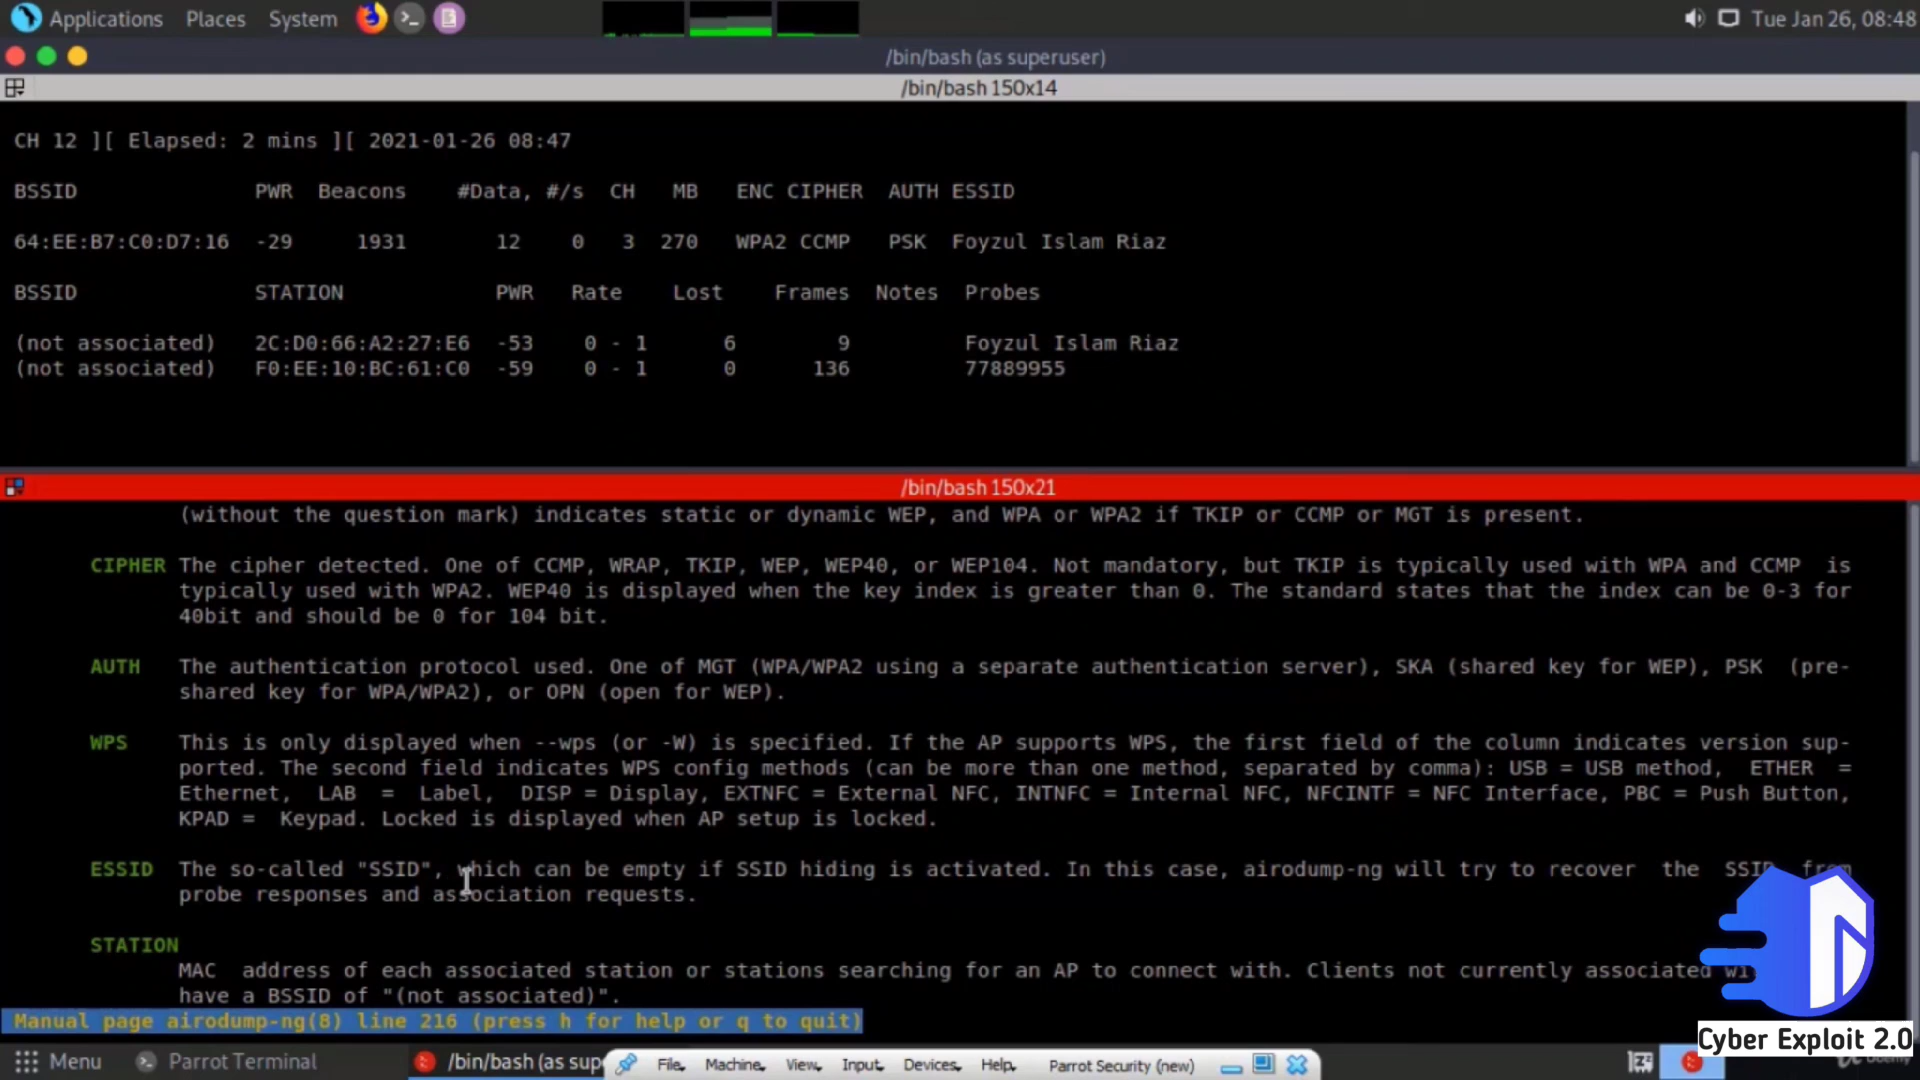 Applications Places System Tue Jan 26, 08:48
/bin/bash (as superuser)
/bin/bash 150x14
CH 12 ][ Elapsed: 2 mins ][ 2021-01-26 08:47
BSSID PWR Beacons #Data, #/s CH MB ENC CIPHER AUTH ESSID
64:EE:B7:C0:D7:16 -29 1931 12 0 3 270 WPA2 CCMP PSK Foyzul Islam Riaz
BSSID STATION PWR Rate Lost Frames Notes Probes
(not associated) 2C:D0:66:A2:27:E6 -53 0 - 1 6 9 Foyzul Islam Riaz
(not associated) F0:EE:10:BC:61:C0 -59 0 - 1 0 136 77889955
/bin/bash 150x21
(without the question mark) indicates static or dynamic WEP, and WPA or WPA2 if TKIP or CCMP or MGT is present.
CIPHER The cipher detected. One of CCMP, WRAP, TKIP, WEP, WEP40, or WEP104. Not mandatory, but TKIP is typically used with WPA and CCMP is
typically used with WPA2. WEP40 is displayed when the key index is greater than 0. The standard states that the index can be 0-3 for
40bit and should be 0 for 104 bit.
AUTH The authentication protocol used. One of MGT (WPA/WPA2 using a separate authentication server), SKA (shared key for WEP), PSK (pre-
shared key for WPA/WPA2), or OPN (open for WEP).
WPS This is only displayed when --wps (or -W) is specified. If the AP supports WPS, the first field of the column indicates version sup-
ported. The second field indicates WPS config methods (can be more than one method, separated by comma): USB = USB method, ETHER =
Ethernet, LAB = Label, DISP = Display, EXTNFC = External NFC, INTNFC = Internal NFC, NFCINTF = NFC Interface, PBC = Push Button,
KPAD = Keypad. Locked is displayed when AP setup is locked.
ESSID The so-called "SSID", which can be empty if SSID hiding is activated. In this case, airodump-ng will try to recover the SSID from
probe responses and association requests.
STATION
MAC address of each associated station or stations searching for an AP to connect with. Clients not currently associated
have a BSSID of "(not associated)".
Manual page airodump-ng(8) line 216 (press h for help or q to quit)
Cyber Exploit 2.0
Menu Parrot Terminal /bin/bash (as sup File Machine View Input Devices Help Parrot Security (new)